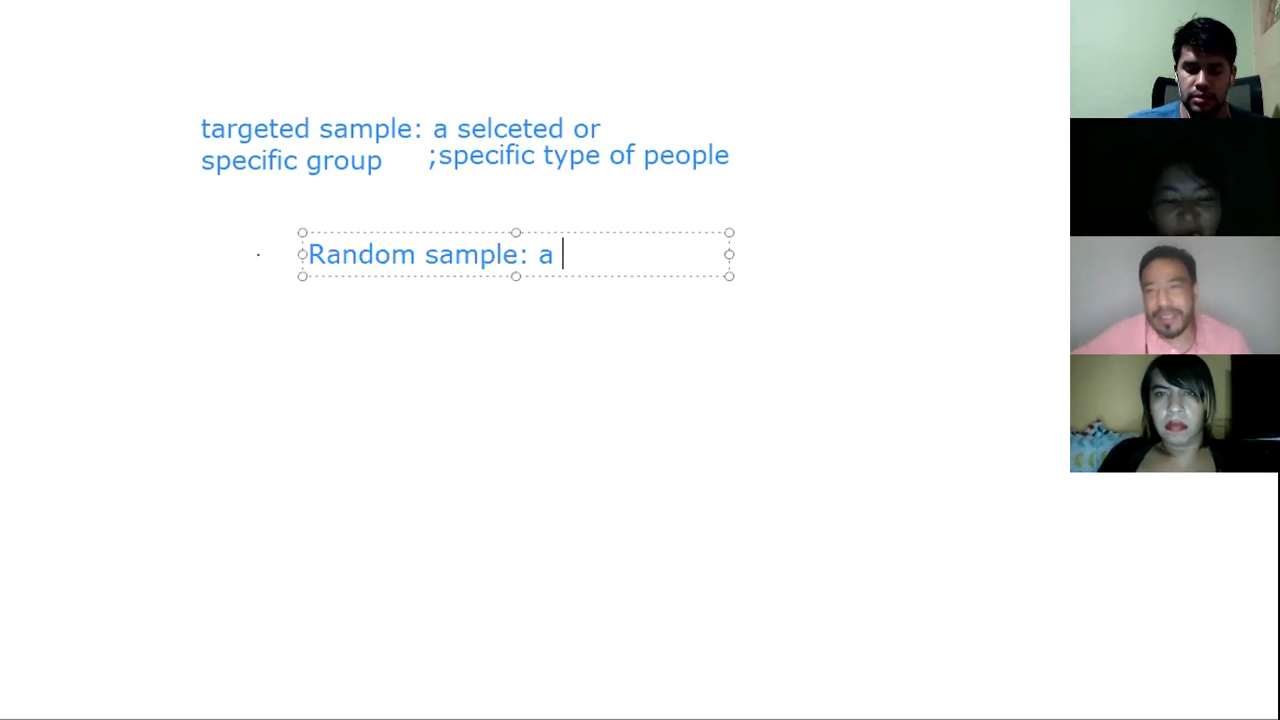 targeted sample: a selceted or
specific group ;specific type of people
Random sample: a